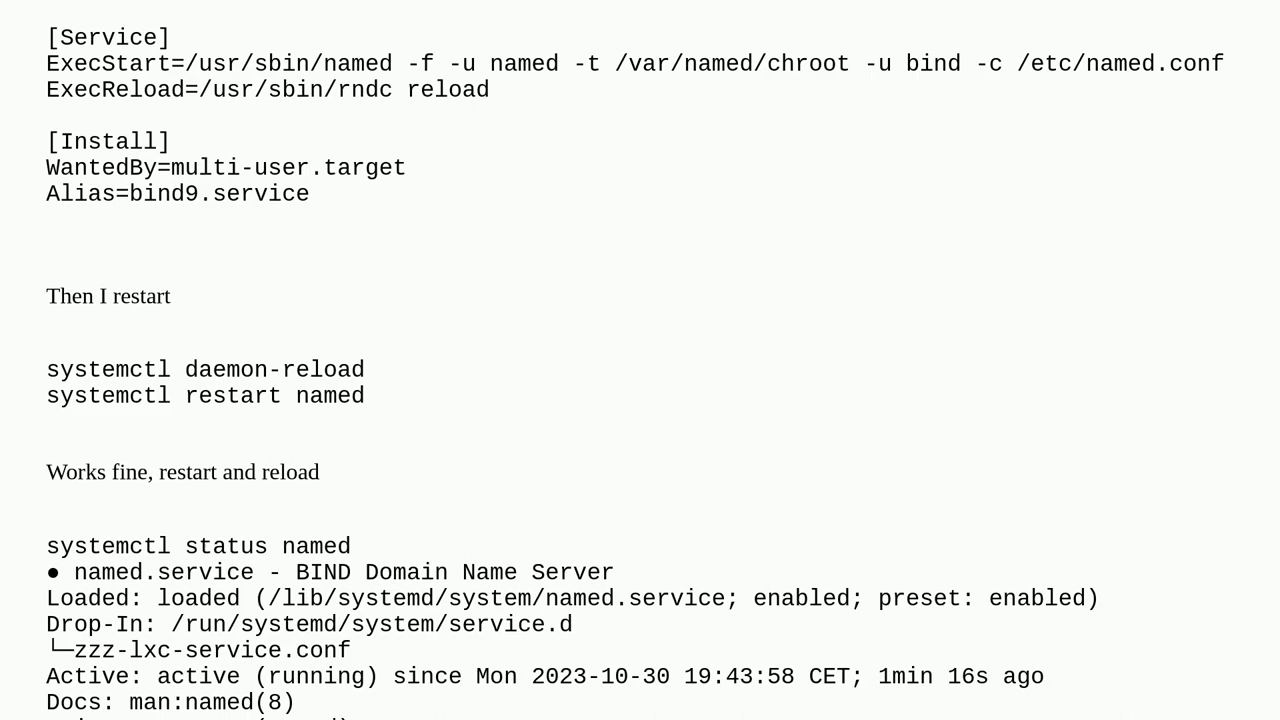 [Service]
ExecStart=/usr/sbin/named -f -u named -t /var/named/chroot -u bind -c /etc/named.conf
ExecReload=/usr/sbin/rndc reload
[Install]
WantedBy=multi-user.target
Alias=bind9.service
Then I restart
systemctl daemon-reload
systemctl restart named
Works fine, restart and reload
systemctl status named
● named.service - BIND Domain Name Server
Loaded: loaded (/lib/systemd/system/named.service; enabled; preset: enabled)
Drop-In: /run/systemd/system/service.d
└─zzz-lxc-service.conf
Active: active (running) since Mon 2023-10-30 19:43:58 CET; 1min 16s ago
Docs: man:named(8)